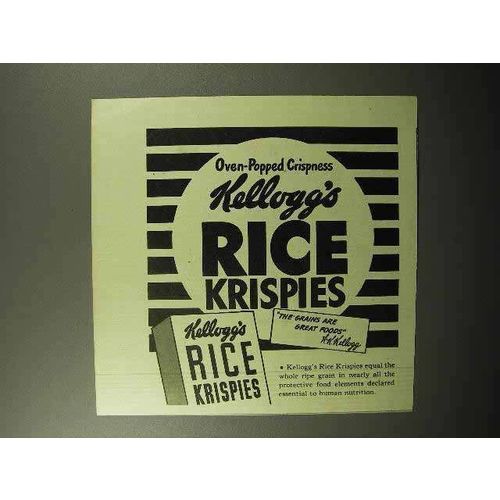 Oven-Popped Crispness
Kellogg's
RICE
KRISPIES
"THE GRAINS ARE
GREAT FOODS"
Kellogg
Kellogg's
RICE
KRISPIES
• Kellogg's Rice Krispies equal the
whole ripe grain in nearly all the
protective food elements declared
essential to human nutrition.